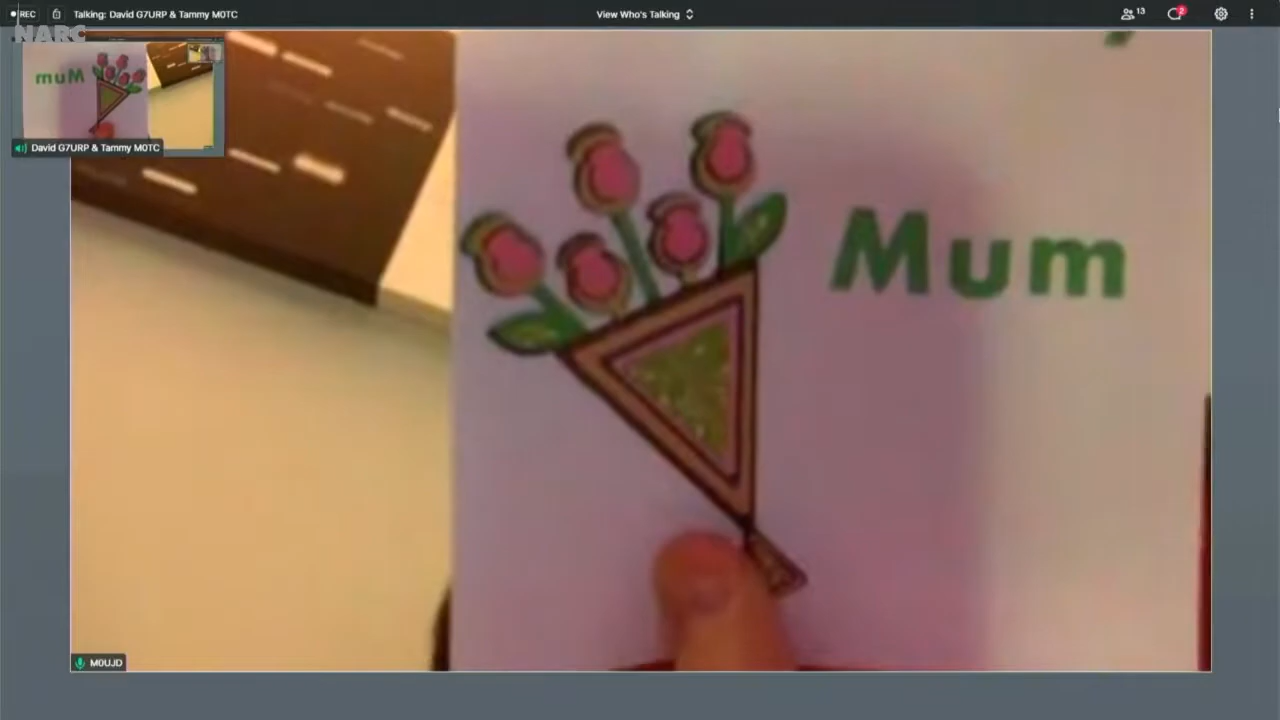 REC
Talking: David G7URP & Tammy M0TC
View Who's Talking
13
2
NARC
mum
David G7URP & Tammy M0TC
Mum
M0UJD